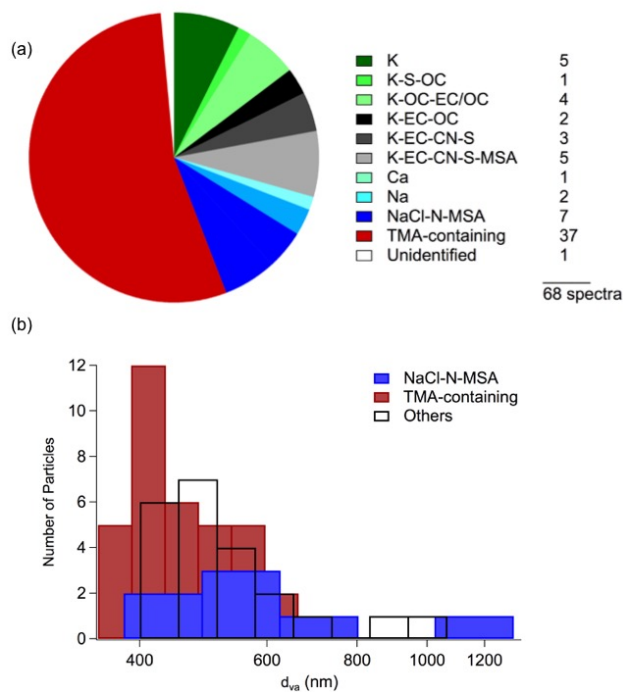 (a)
K 5
K-S-OC 1
K-OC-EC/OC 4
K-EC-OC 2
K-EC-CN-S 3
K-EC-CN-S-MSA 5
Ca 1
Na 2
NaCl-N-MSA 7
TMA-containing 37
Unidentified 1
68 spectra
(b)
NaCl-N-MSA
TMA-containing
Others
Number of Particles
12
10
8
6
4
2
0
400 600 800 1000 1200
dva (nm)